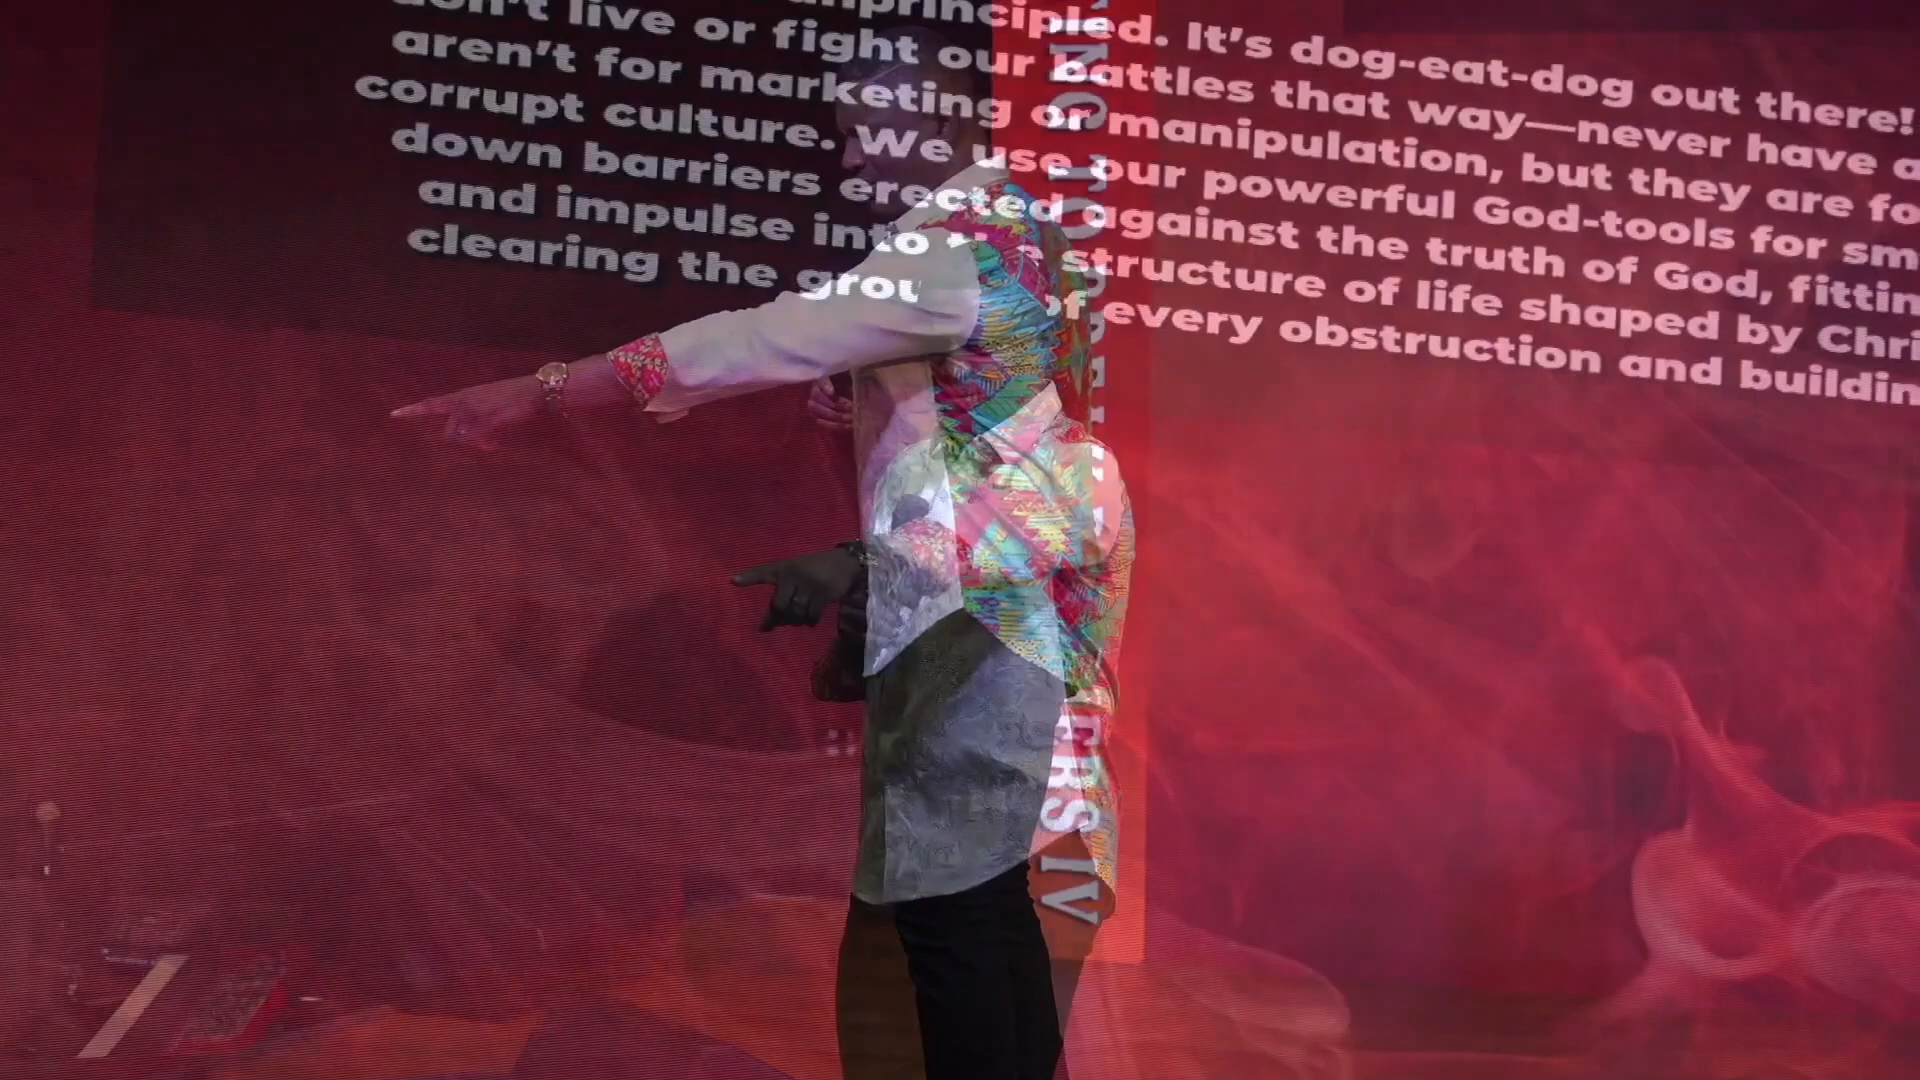 unprincipled. It’s dog-eat-dog out there!
don’t live or fight our battles that way—never have a
aren’t for marketing or manipulation, but they are fo
corrupt culture. We use our powerful God-tools for sm
down barriers erected against the truth of God, fittin
and impulse into structure of life shaped by Chri
clearing the grou of every obstruction and buildin
ERS IV